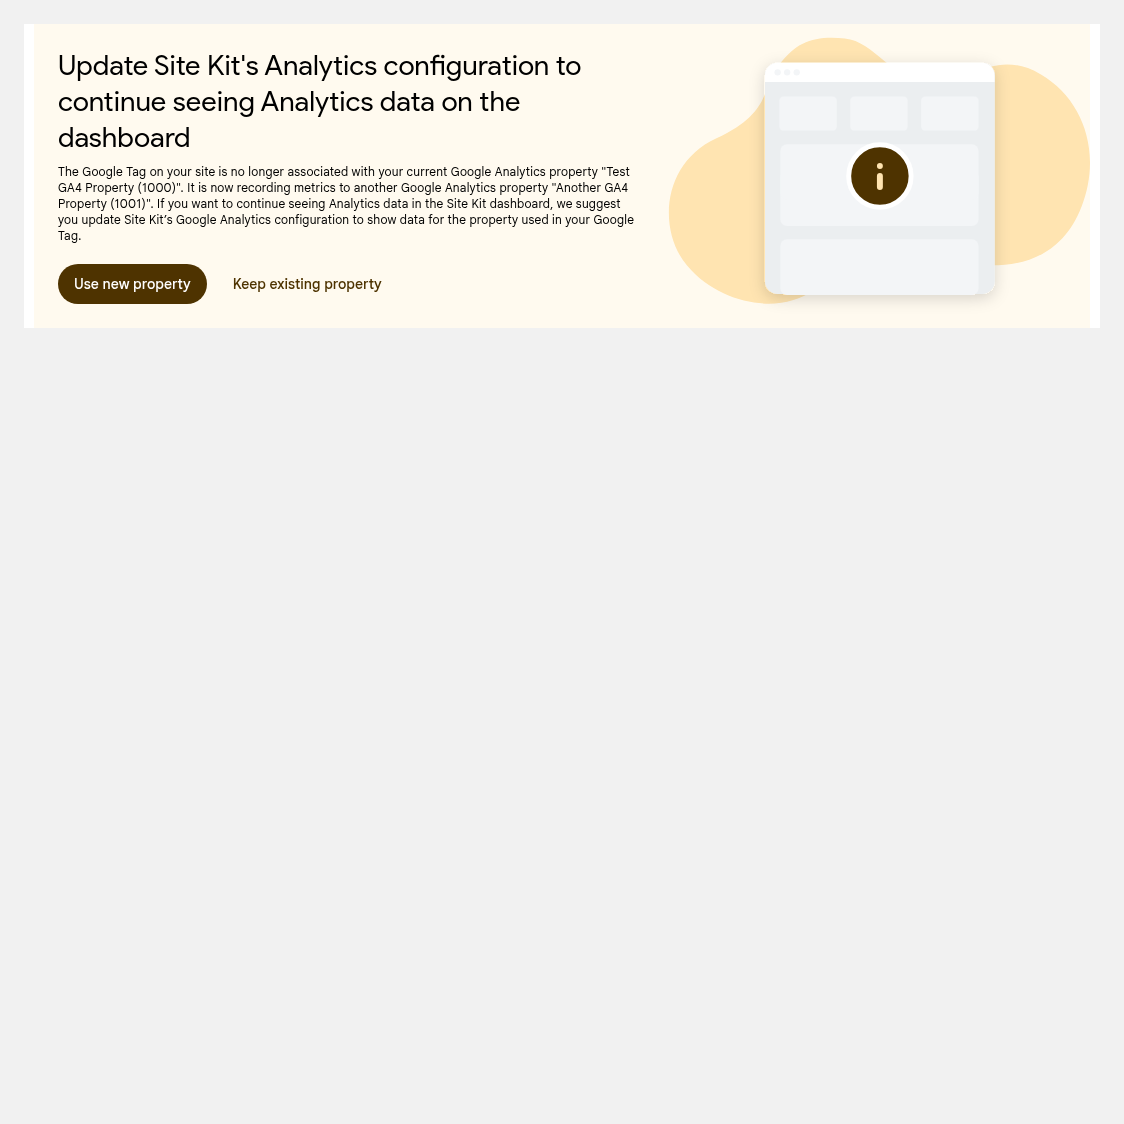 Update Site Kit's Analytics configuration to
continue seeing Analytics data on the
dashboard
The Google Tag on your site is no longer associated with your current Google Analytics property "Test
GA4 Property (1000)". It is now recording metrics to another Google Analytics property "Another GA4
Property (1001)". If you want to continue seeing Analytics data in the Site Kit dashboard, we suggest
you update Site Kit’s Google Analytics configuration to show data for the property used in your Google
Tag.
Use new property
Keep existing property